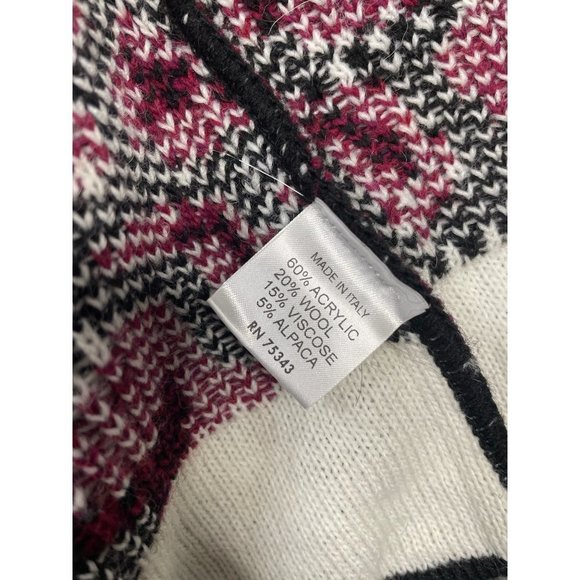 MADE IN ITALY
60% ACRYLIC
20% WOOL
15% VISCOSE
5% ALPACA
RN 75343